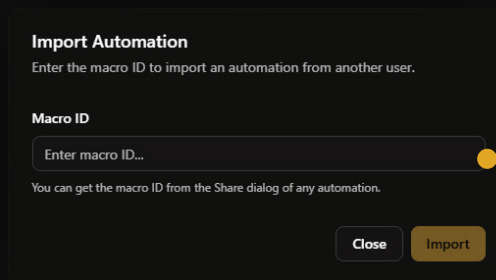 Import Automation
Enter the macro ID to import an automation from another user.
Macro ID
Enter macro ID...
You can get the macro ID from the Share dialog of any automation.
Close
Import